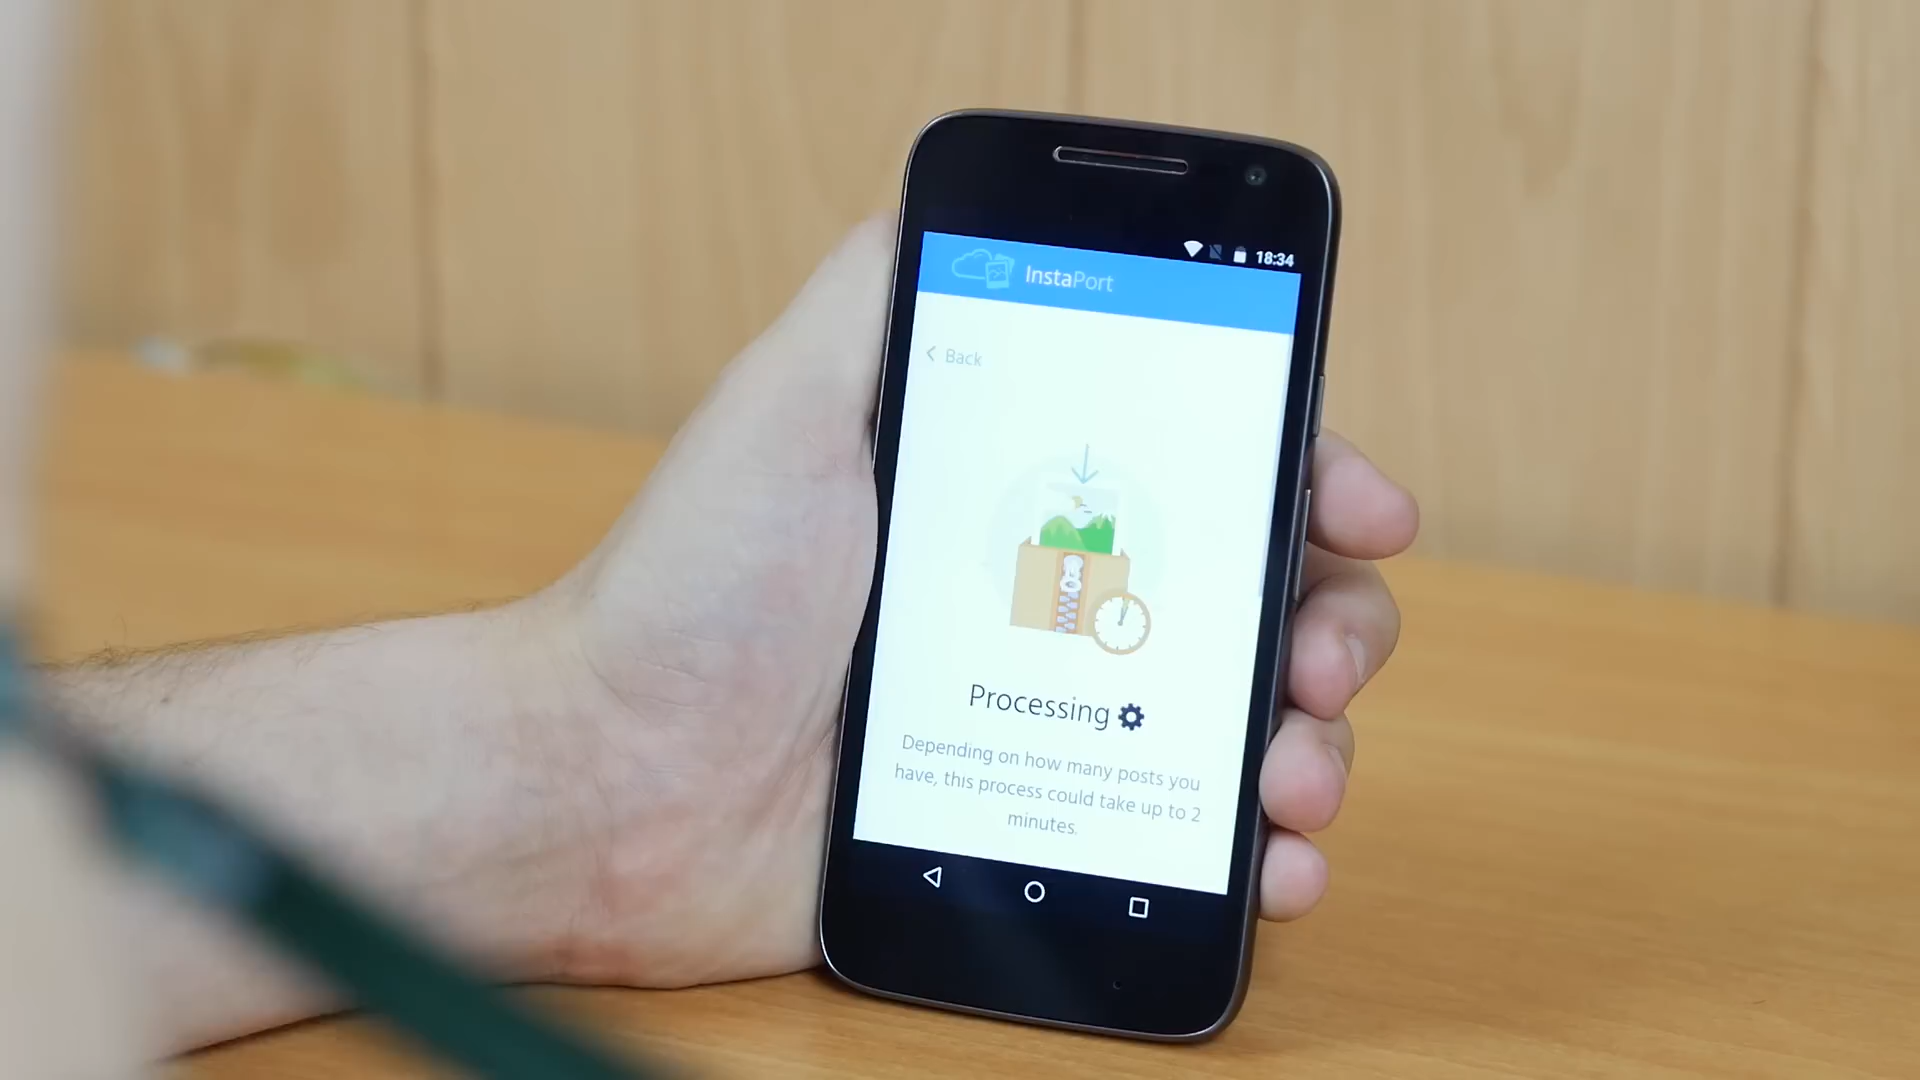 18:34
InstaPort
Back
Processing
Depending on how many posts you
have, this process could take up to 2
minutes.